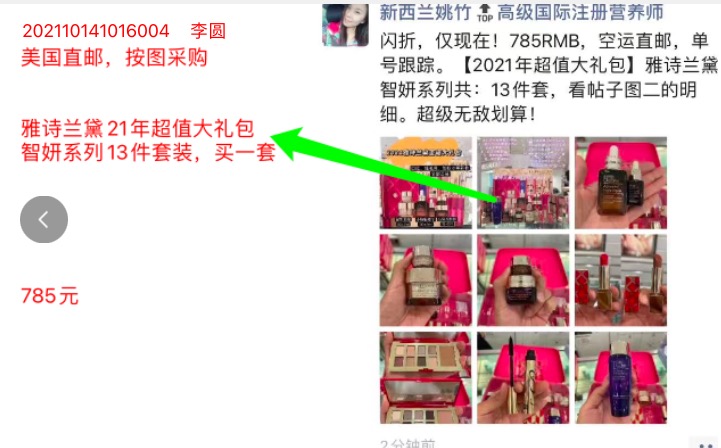 202110141016004 李圆
美国直邮，按图采购
雅诗兰黛21年超值大礼包
智妍系列13件套装，买一套
785元
新西兰姚竹 TOP 高级国际注册营养师
闪折，仅现在！785RMB，空运直邮，单
号跟踪。【2021年超值大礼包】雅诗兰黛
智妍系列共：13件套，看帖子图二的明
细。超级无敌划算！
2分钟前